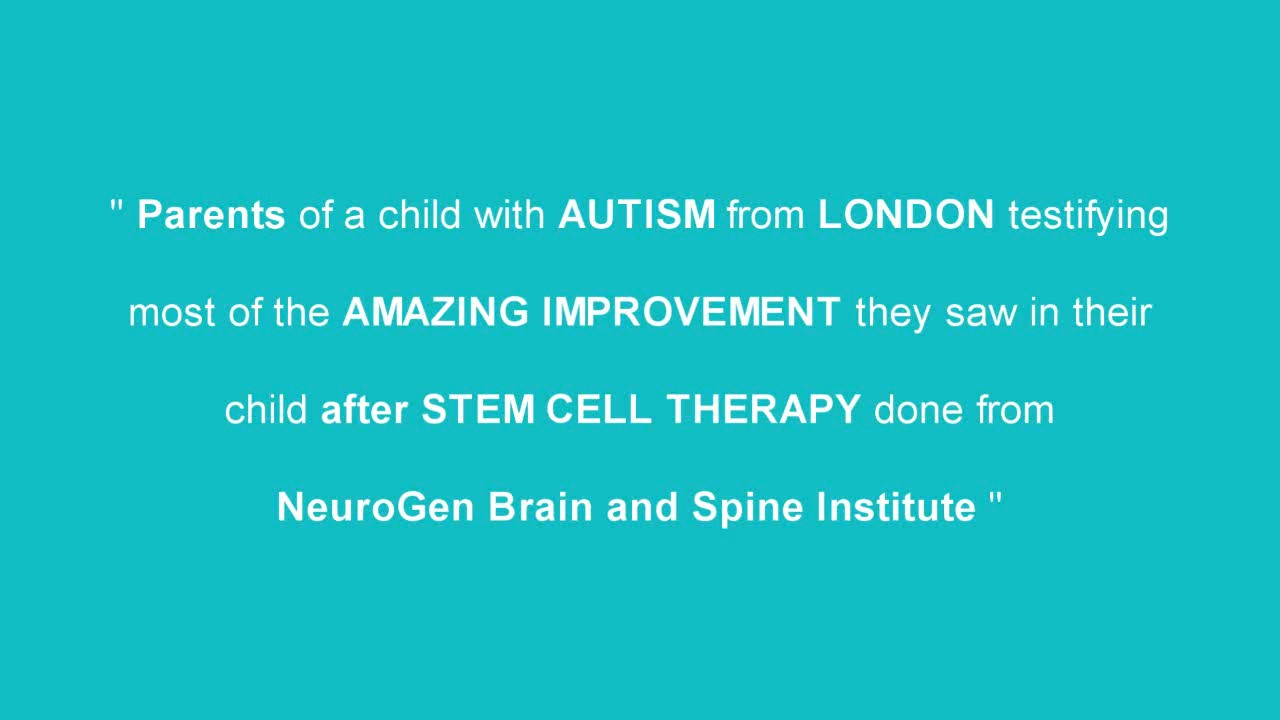 " Parents of a child with AUTISM from LONDON testifying
most of the AMAZING IMPROVEMENT they saw in their
child after STEM CELL THERAPY done from
NeuroGen Brain and Spine Institute "